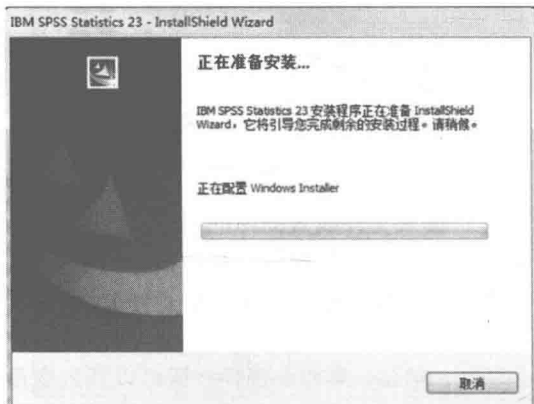 IBM SPSS Statistics 23 - InstallShield Wizard
正在准备安装...
IBM SPSS Statistics 23 安装程序正在准备 InstallShield
Wizard，它将引导您完成剩余的安装过程。请稍候。
正在配置 Windows Installer
取消